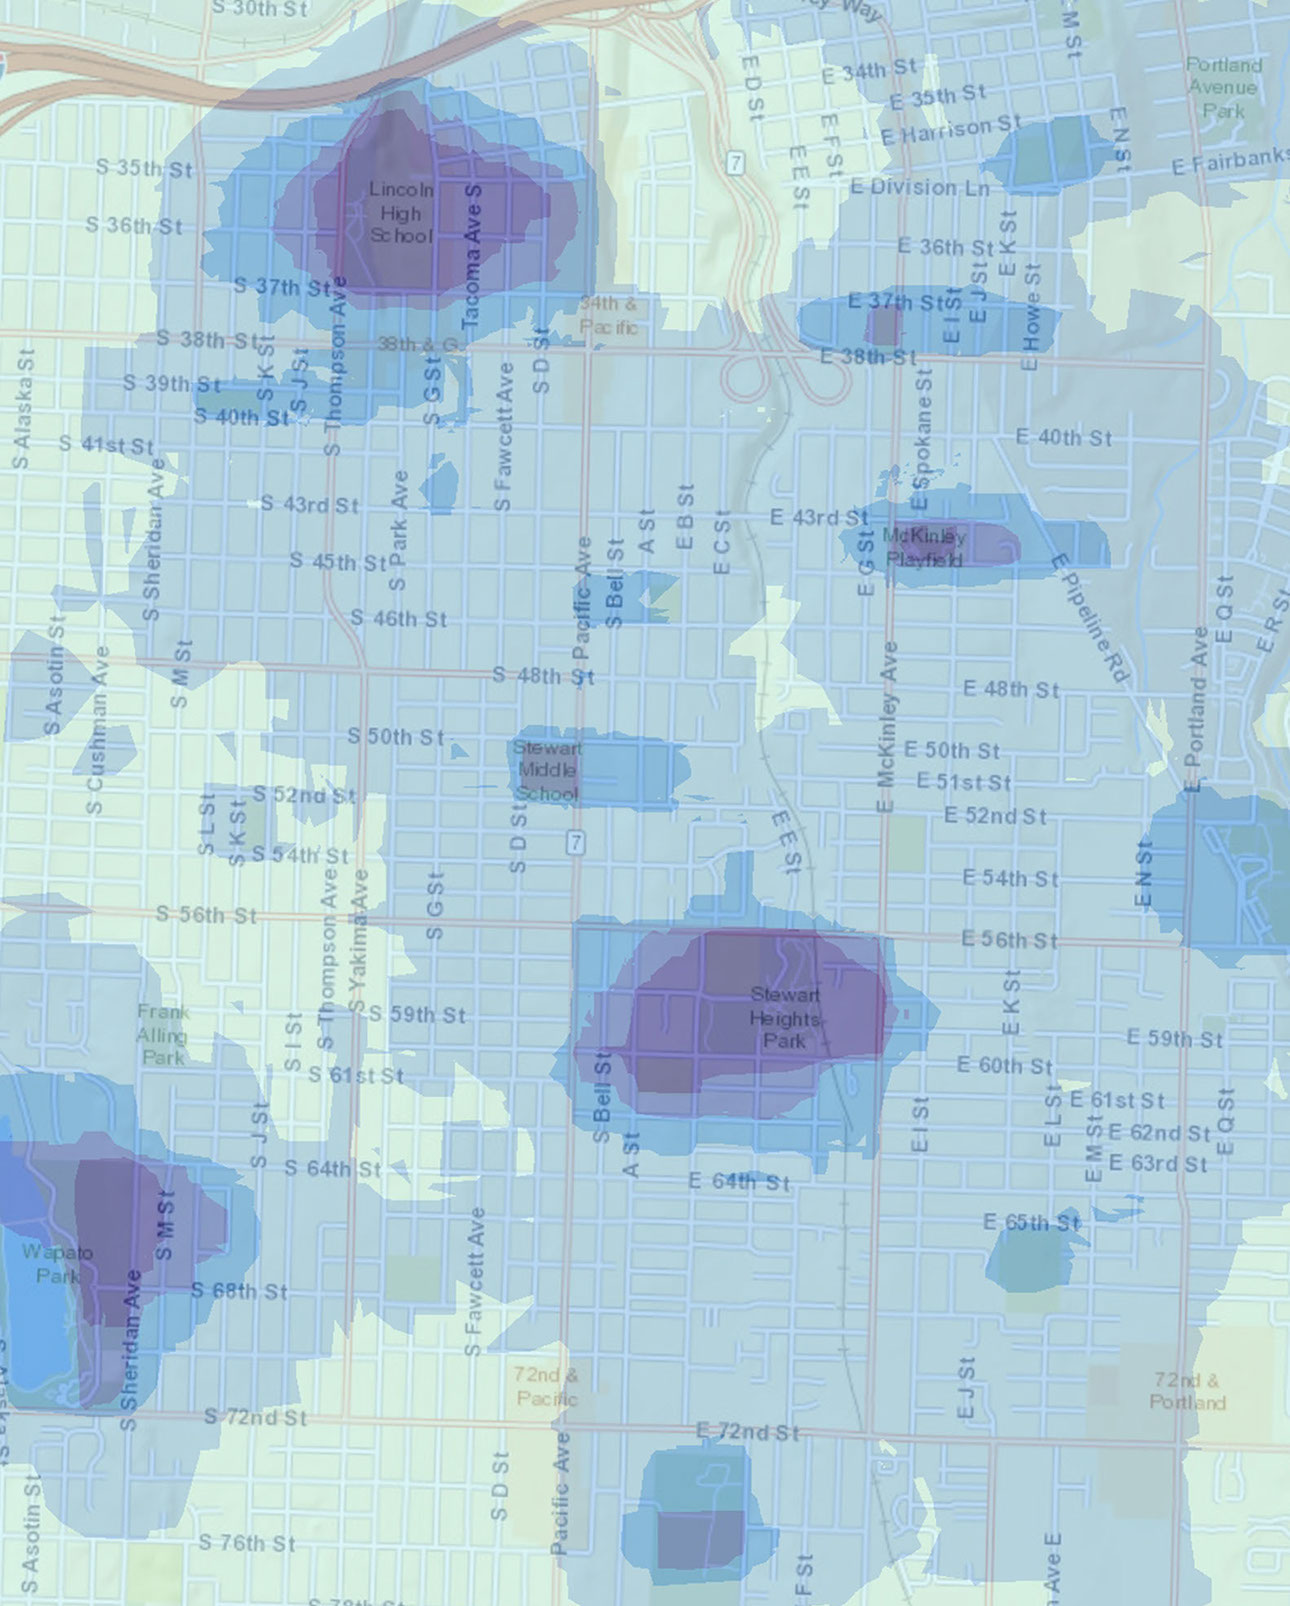 S 30th St
Way
E 34th St
M St
Portland
Avenue
Park
E D St
E 35th St
E Harrison St
E F St
E N St
7
S 35th St
Lincoln
High
School
Tacoma Ave S
E E St
E Division Ln
E Fairbanks
S 36th St
E 36th St
E K St
S 37th St
34th &
Pacific
E 37th St
E I St
E J St
E Howe St
S 38th St
38th & G
E 38th St
S Alaska St
S 39th St
S K St
S J St
S Thompson Ave
S G St
S Fawcett Ave
S D St
S 40th St
E Spokane St
E 40th St
S 41st St
S Sheridan Ave
S 43rd St
S Park Ave
A St
E B St
E C St
E 43rd St
McKinley
Playfield
E G St
S 45th St
S Bell St
Pacific Ave
E Pipeline Rd
E Q St
E R St
S 46th St
S Asotin St
S Cushman Ave
S M St
S 48th St
E 48th St
E McKinley Ave
E Portland Ave
S 50th St
Stewart
Middle
School
E 50th St
E 51st St
S 52nd St
S L St
S K St
S D St
7
E E St
E 52nd St
S 54th St
E 54th St
E N St
S Thompson Ave
S Yakima Ave
S G St
S 56th St
E 56th St
Frank
Alling
Park
S I St
S 59th St
Stewart
Heights
Park
E K St
E 59th St
S 61st St
S Bell St
E 60th St
E 61st St
S J St
A St
E I St
E L St
E M St
E 62nd St
E Q St
S 64th St
E 64th St
E 63rd St
S M St
E 65th St
Wapato
Park
S 68th St
S Sheridan Ave
S Fawcett Ave
72nd &
Pacific
E J St
72nd &
Portland
S 72nd St
E 72nd St
S Asotin St
S D St
Pacific Ave
S 76th St
F St
Ave E